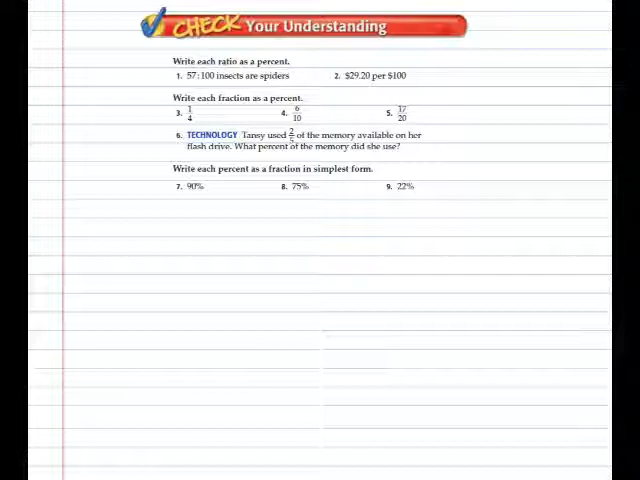 CHECK Your Understanding
Write each ratio as a percent.
1. 57:100 insects are spiders 2. $29.20 per $100
Write each fraction as a percent.
3. 1/4 4. 6/10 5. 17/20
6. TECHNOLOGY Tansy used of the memory available on her
flash drive. What percent of the memory did she use?
Write each percent as a fraction in simplest form.
7. 90% 8. 75% 9. 22%